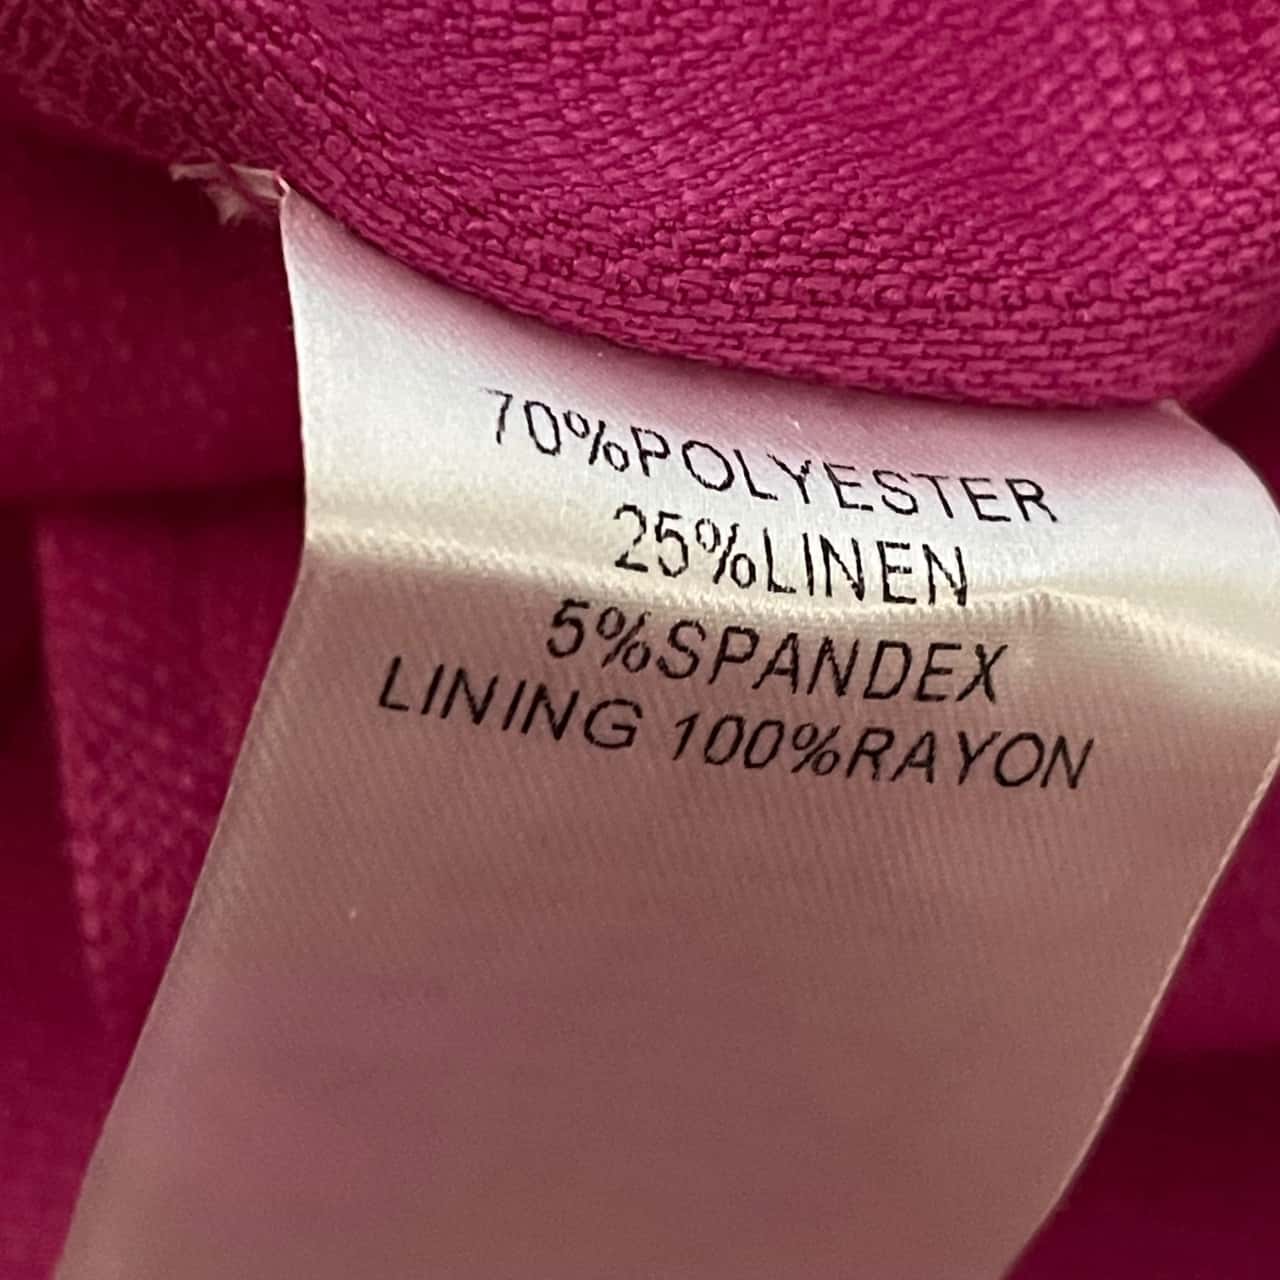 70%POLYESTER
25%LINEN
5%SPANDEX
LINING 100%RAYON